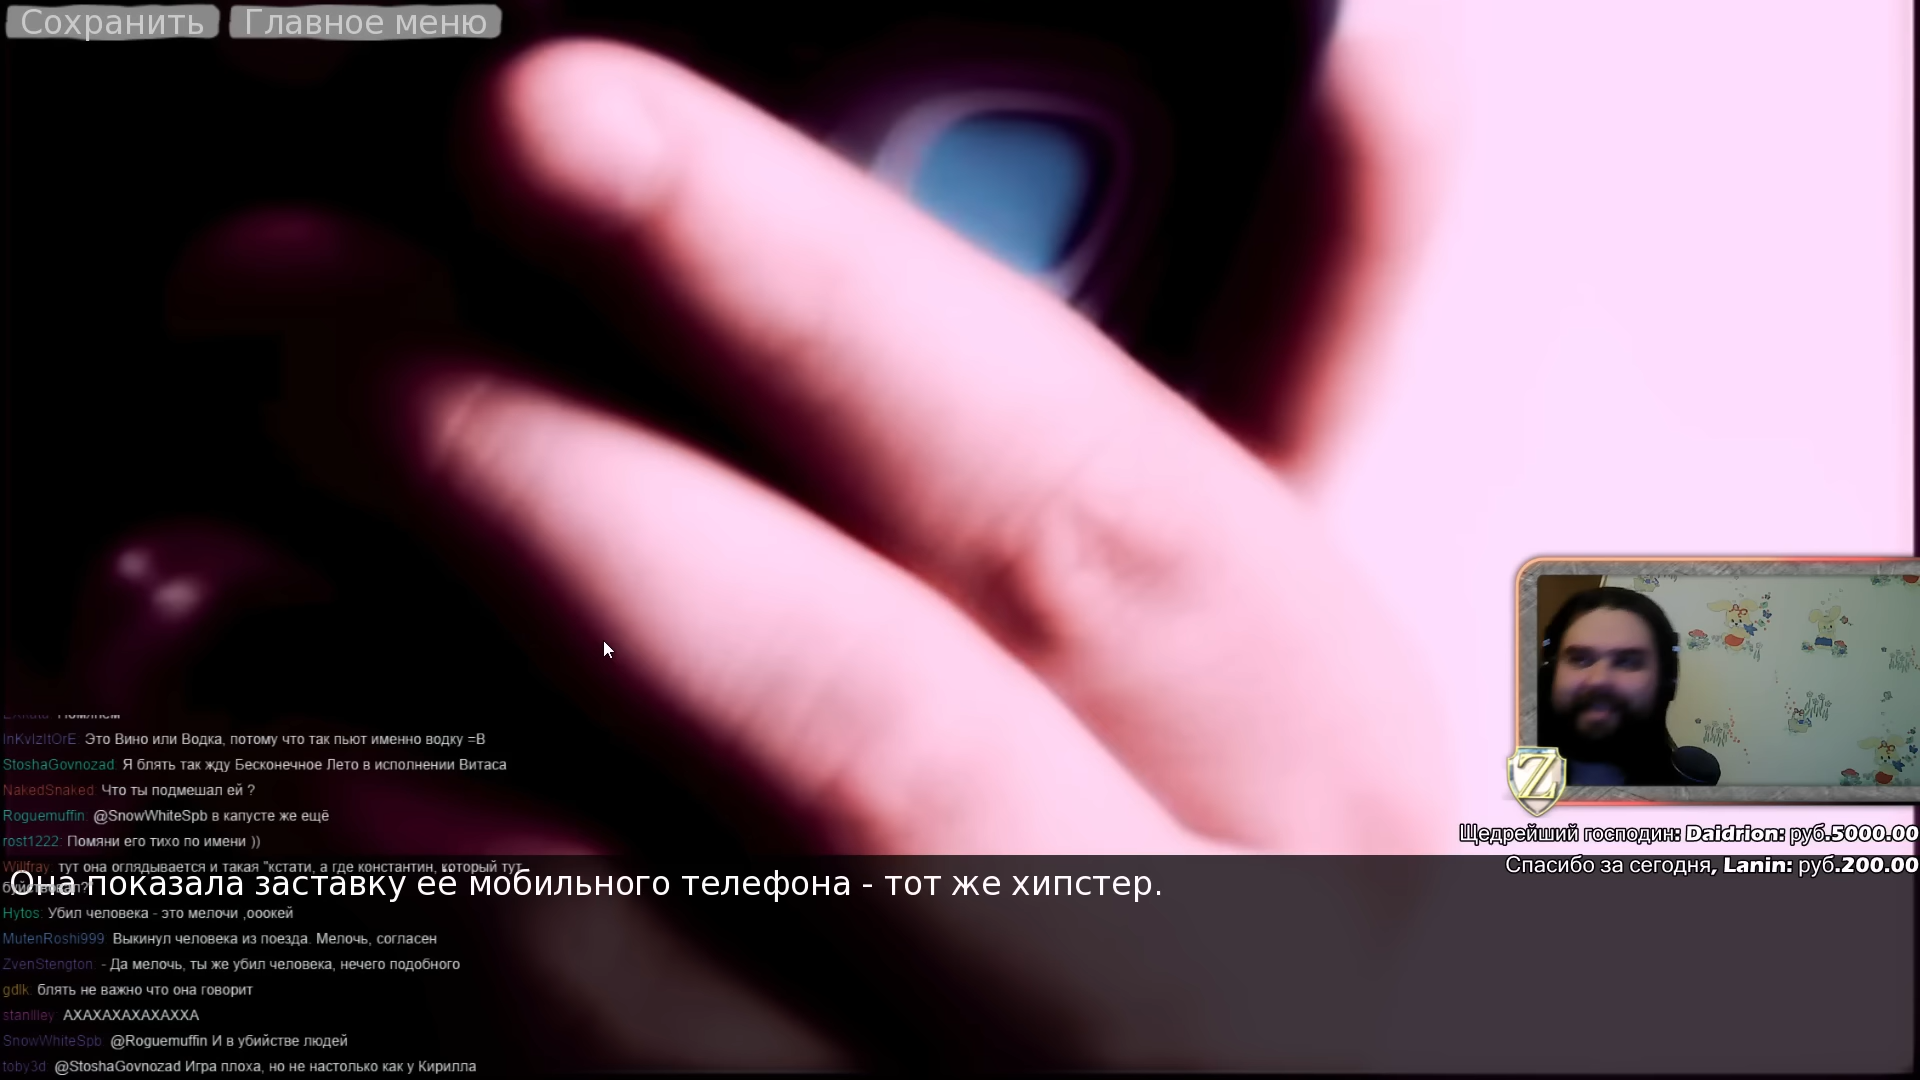 Сохранить Главное меню
InKvIzItOrE: Это Вино или Водка, потому что так пьют именно водку =В
StoshaGovnozad: Я блять так жду Бесконечное Лето в исполнении Витаса
NakedSnaked: Что ты подмешал ей ?
Roguemuffin: @SnowWhiteSpb в капусте же ещё
rost1222: Помяни его тихо по имени ))
Щедрейший господин: Daidrion: руб.5000.00
Willfray: тут она оглядывается и такая "кстати, а где константин, который тут
Спасибо за сегодня, Lanin: руб.200.00
Она показала заставку её мобильного телефона - тот же хипстер.
Hytos: Убил человека - это мелочи ,ооокей
MutenRoshi999: Выкинул человека из поезда. Мелочь, согласен
ZvenStengton: - Да мелочь, ты же убил человека, нечего подобного
gdlk: блять не важно что она говорит
stanlley: АХАХАХАХАХАХХА
SnowWhiteSpb: @Roguemuffin И в убийстве людей
toby3d: @StoshaGovnozad Игра плоха, но не настолько как у Кирилла
Z